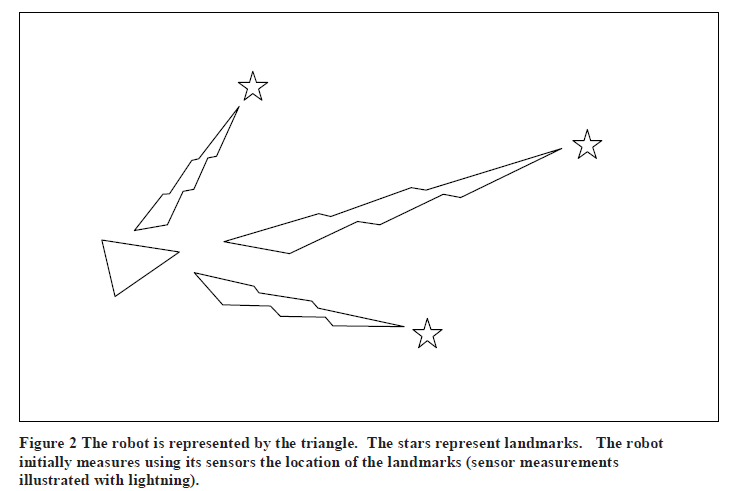 Figure 2 The robot is represented by the triangle. The stars represent landmarks. The robot
initially measures using its sensors the location of the landmarks (sensor measurements
illustrated with lightning).